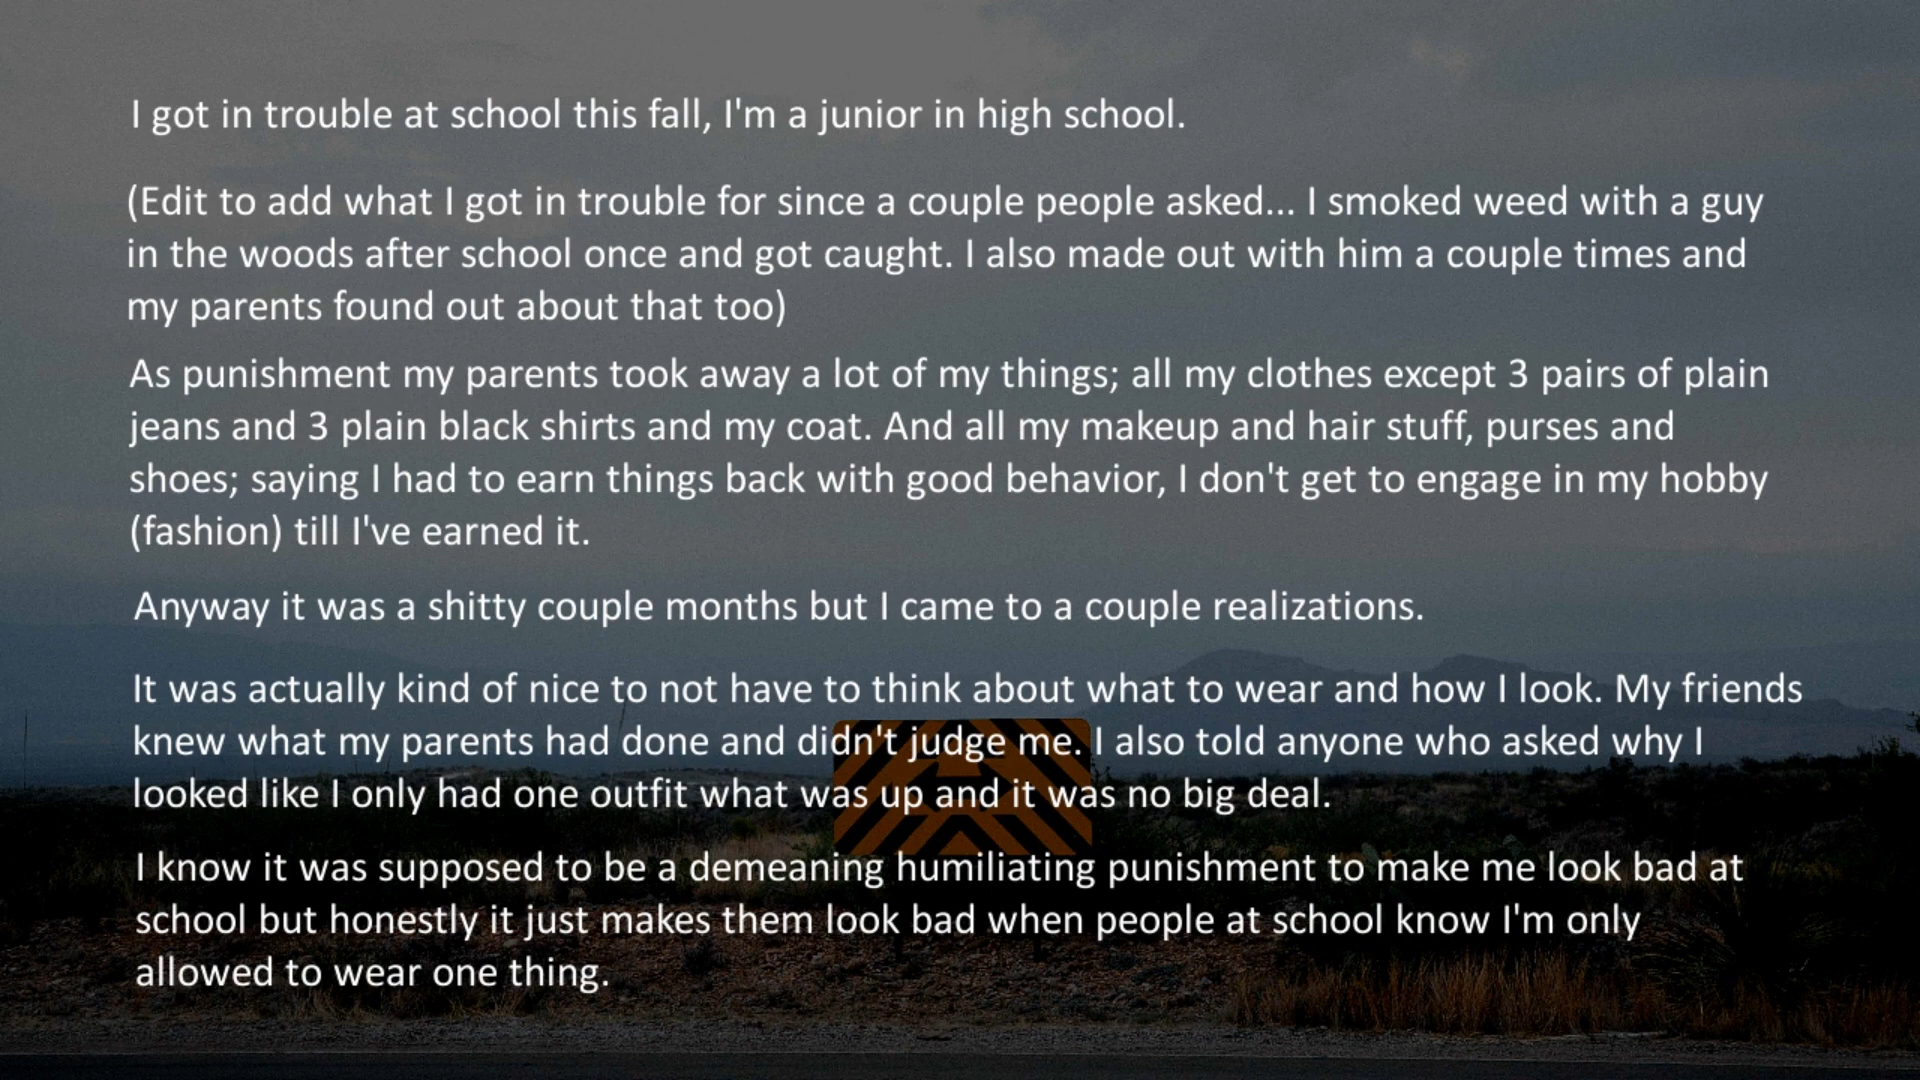 I got in trouble at school this fall, I'm a junior in high school.
(Edit to add what I got in trouble for since a couple people asked... I smoked weed with a guy
in the woods after school once and got caught. I also made out with him a couple times and
my parents found out about that too)
As punishment my parents took away a lot of my things; all my clothes except 3 pairs of plain
jeans and 3 plain black shirts and my coat. And all my makeup and hair stuff, purses and
shoes; saying I had to earn things back with good behavior, I don't get to engage in my hobby
(fashion) till I've earned it.
Anyway it was a shitty couple months but I came to a couple realizations.
It was actually kind of nice to not have to think about what to wear and how I look. My friends
knew what my parents had done and didn't judge me. I also told anyone who asked why I
looked like I only had one outfit what was up and it was no big deal.
I know it was supposed to be a demeaning humiliating punishment to make me look bad at
school but honestly it just makes them look bad when people at school know I'm only
allowed to wear one thing.